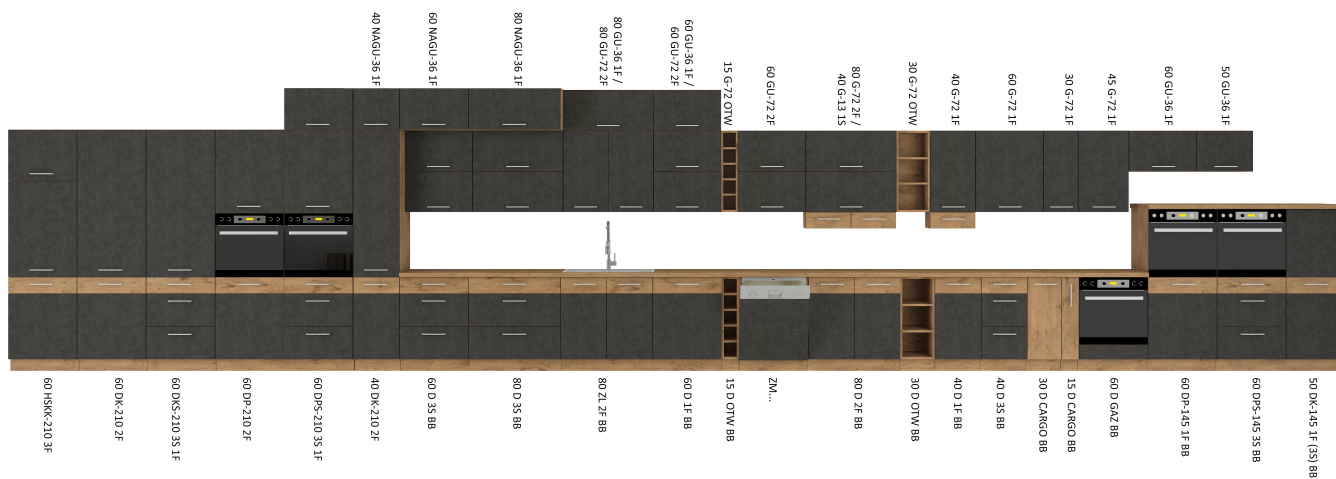 40 NAGU-36 1F
60 NAGU-36 1F
80 NAGU-36 1F
80 GU-36 1F /
80 GU-72 2F
60 GU-36 1F /
60 GU-72 2F
15 G-72 OTW
60 GU-72 2F
80 G-72 2F /
40 G-13 1S
30 G-72 OTW
40 G-72 1F
60 G-72 1F
30 G-72 1F
45 G-72 1F
60 GU-36 1F
50 GU-36 1F
60 HSKK-210 3F
60 DK-210 2F
60 DKS-210 3S 1F
60 DP-210 2F
60 DPS-210 3S 1F
40 DK-210 2F
60 D 3S BB
80 D 3S BB
80 ZL 2F BB
60 D 1F BB
15 D OTW BB
ZM...
80 D 2F BB
30 D OTW BB
40 D 1F BB
40 D 3S BB
30 D CARGO BB
15 D CARGO BB
60 D GAZ BB
60 DP-145 1F BB
60 DPS-145 3S BB
50 DK-145 1F (3S) BB